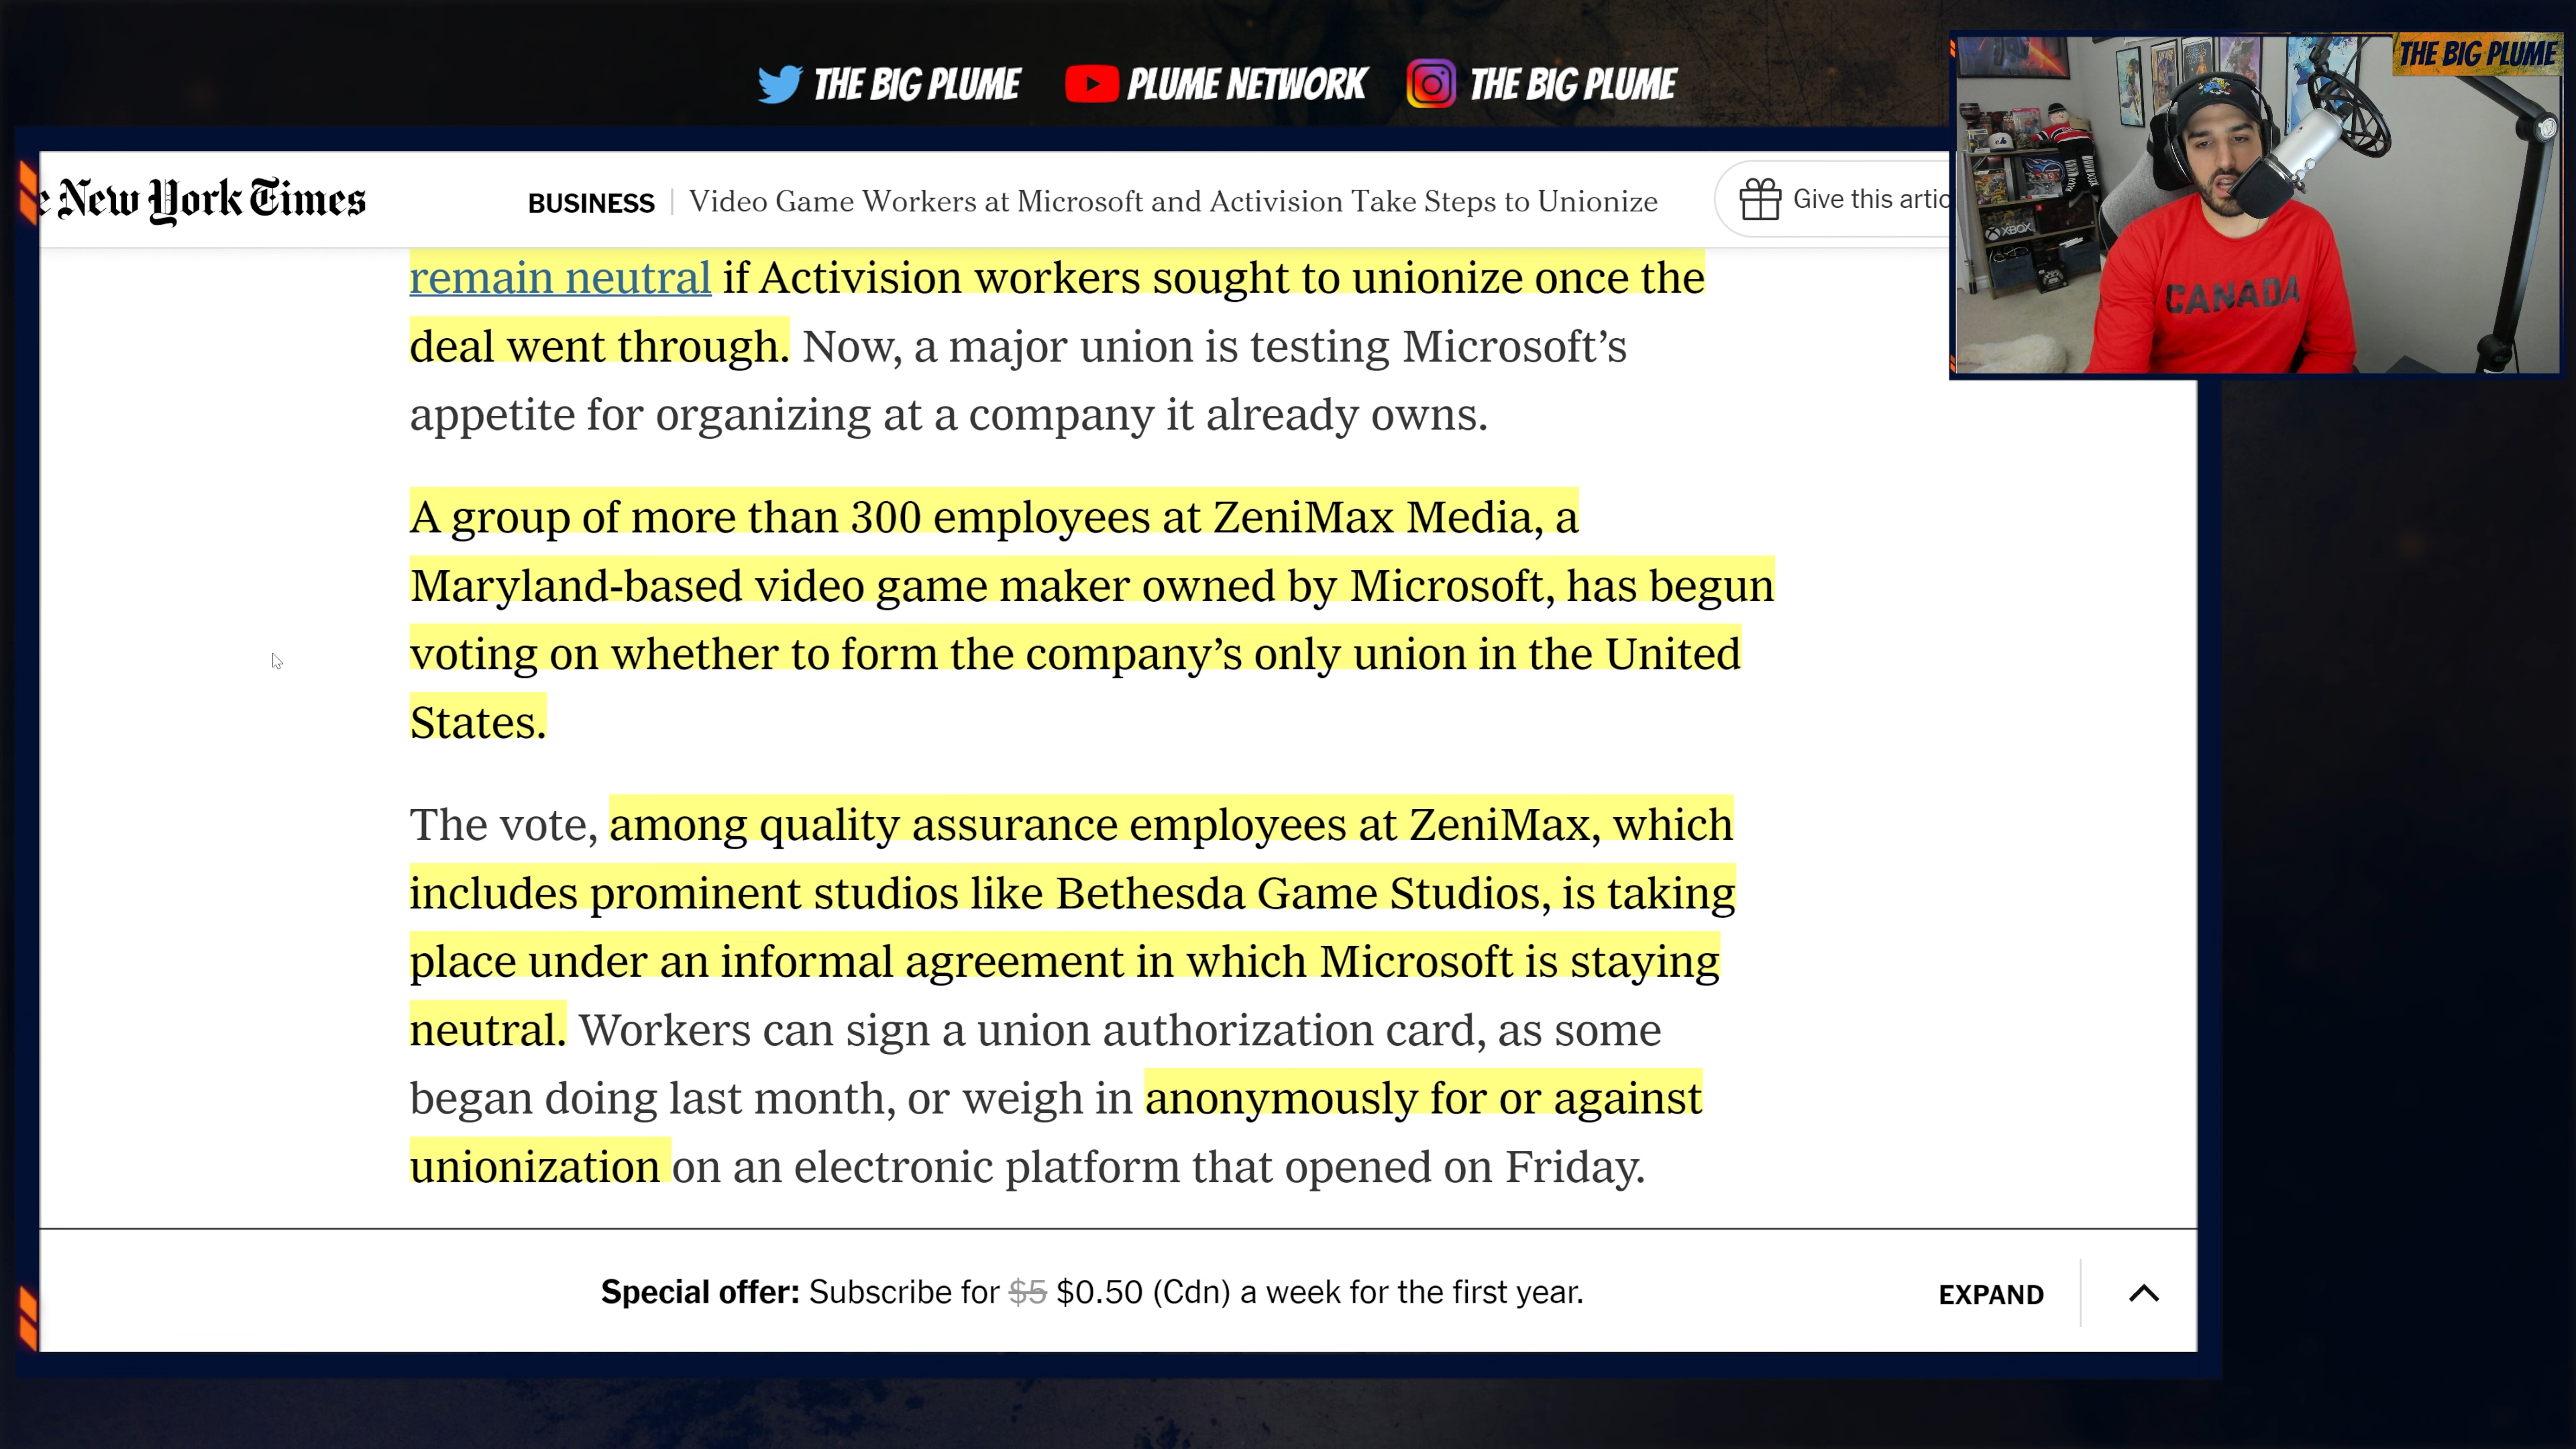 THE BIG PLUME PLUME NETWORK THE BIG PLUME
THE BIG PLUME
e New York Times
BUSINESS Video Game Workers at Microsoft and Activision Take Steps to Unionize
Give this artic
XBOX
CANADA
remain neutral if Activision workers sought to unionize once the
deal went through. Now, a major union is testing Microsoft’s
appetite for organizing at a company it already owns.
A group of more than 300 employees at ZeniMax Media, a
Maryland-based video game maker owned by Microsoft, has begun
voting on whether to form the company’s only union in the United
States.
The vote, among quality assurance employees at ZeniMax, which
includes prominent studios like Bethesda Game Studios, is taking
place under an informal agreement in which Microsoft is staying
neutral. Workers can sign a union authorization card, as some
began doing last month, or weigh in anonymously for or against
unionization on an electronic platform that opened on Friday.
Special offer: Subscribe for $5 $0.50 (Cdn) a week for the first year.
EXPAND